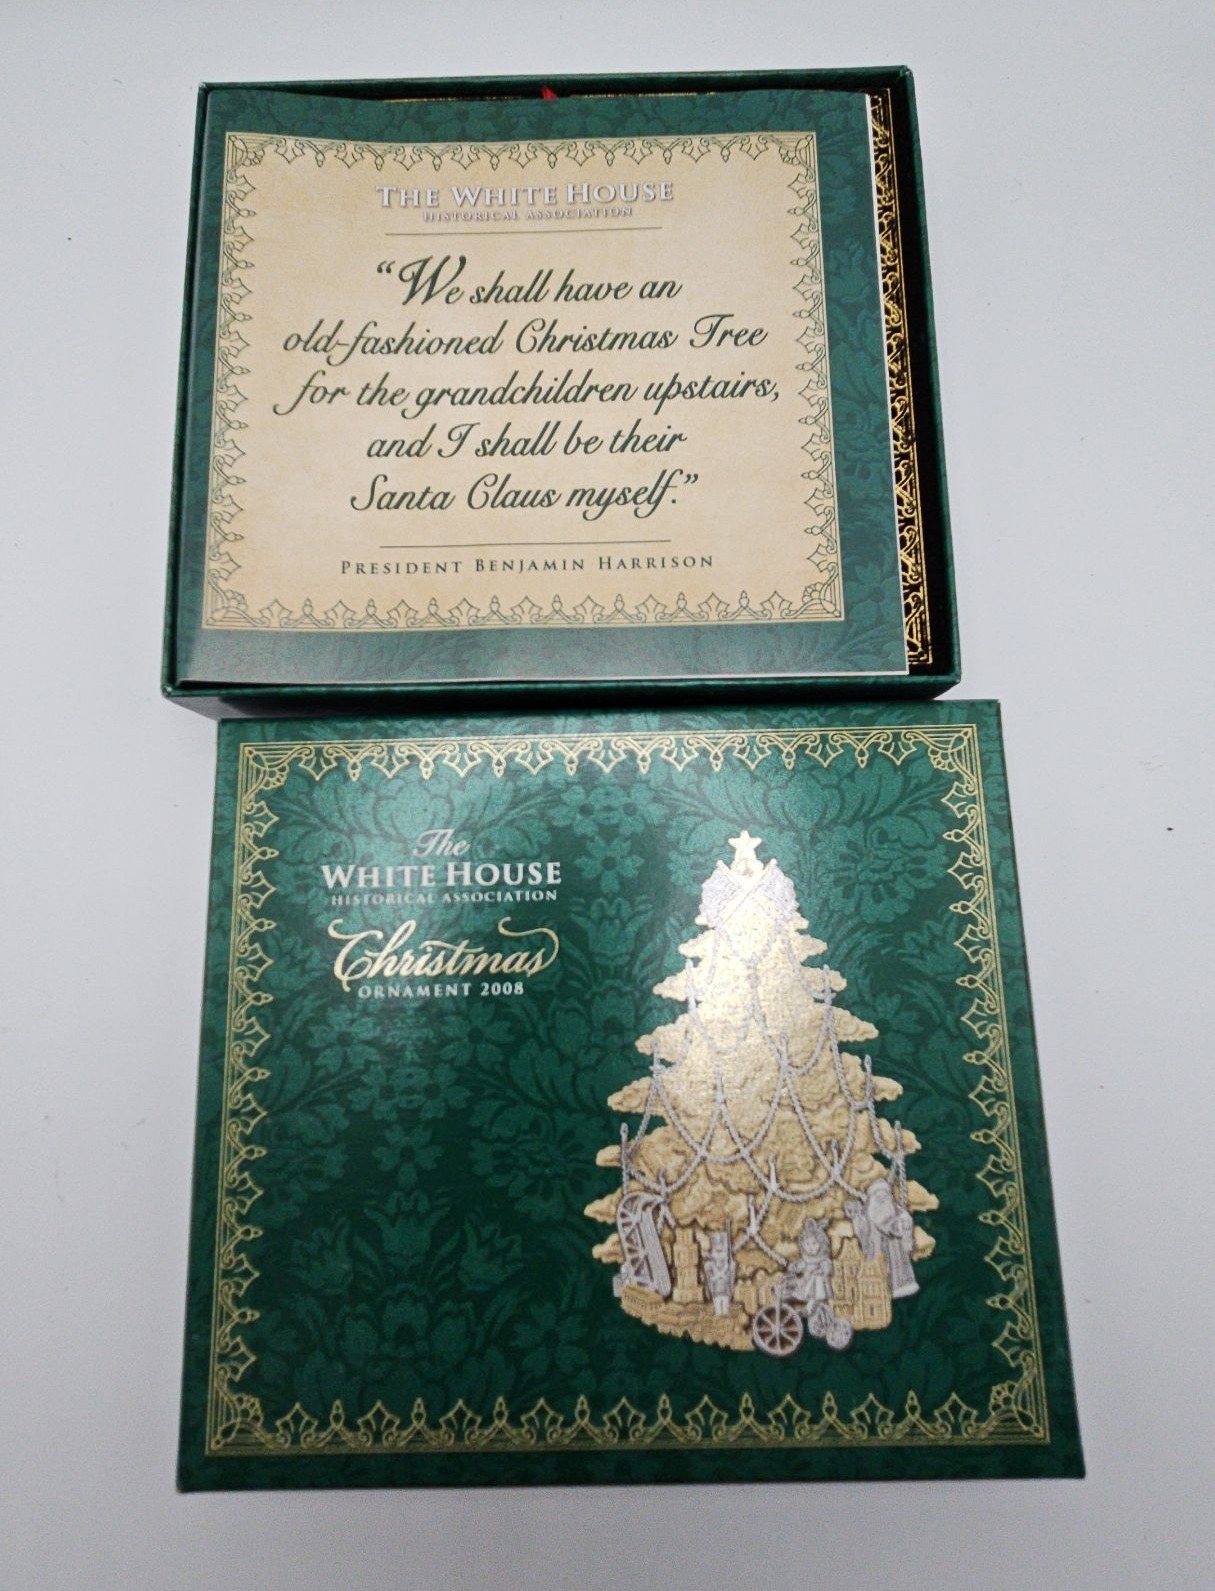 THE WHITE HOUSE
HISTORICAL ASSOCIATION
“We shall have an
old-fashioned Christmas Tree
for the grandchildren upstairs,
and I shall be their
Santa Claus myself.”
PRESIDENT BENJAMIN HARRISON
The
WHITE HOUSE
HISTORICAL ASSOCIATION
Christmas
ORNAMENT 2008